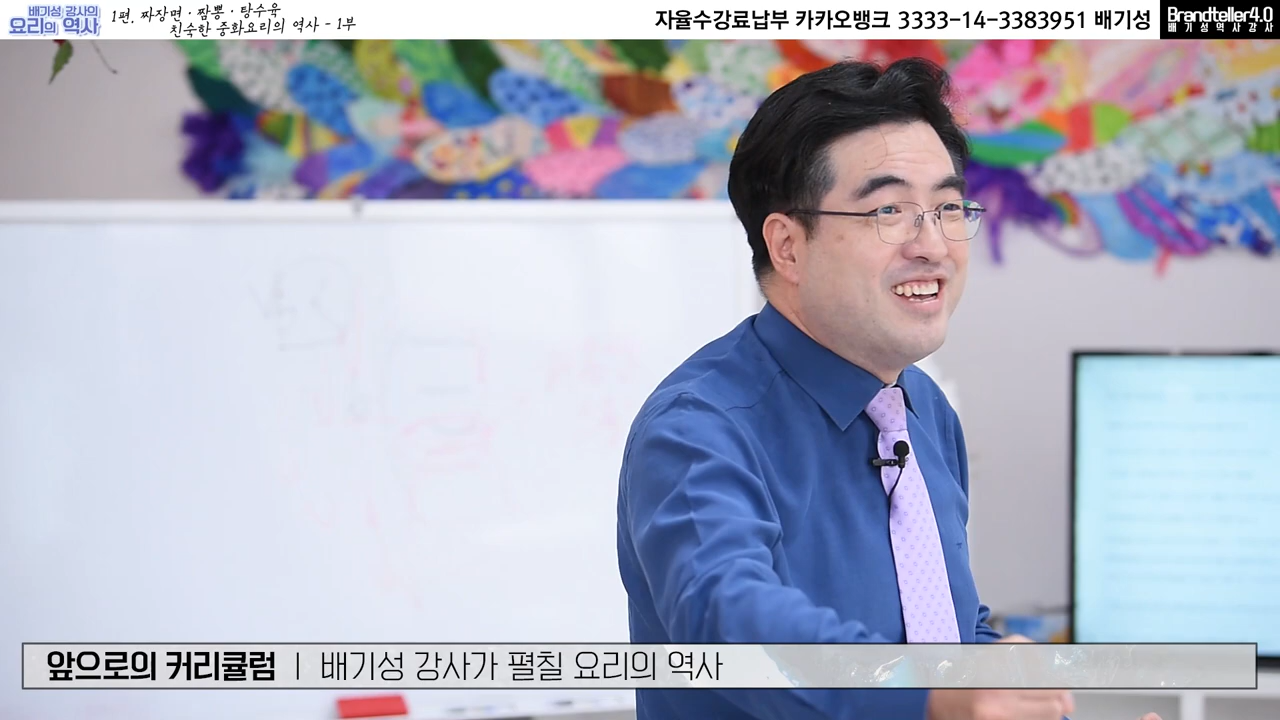 배기성 강사의
요리의 역사
1편. 짜장면·짬뽕·탕수육
친숙한 중화요리의 역사 - 1부
자율수강료납부 카카오뱅크 3333-14-3383951 배기성
Brandteller4.0
배기성역사강사
앞으로의 커리큘럼 | 배기성 강사가 펼칠 요리의 역사